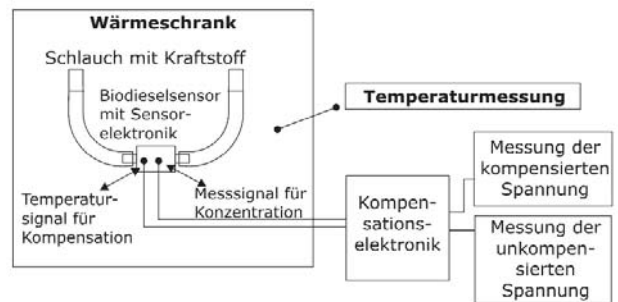 Wärmeschrank
Schlauch mit Kraftstoff
Biodieselsensor
mit Sensor-
elektronik
Temperatur-
signal für
Kompensation
Messsignal für
Konzentration
Temperaturmessung
Kompen-
sations-
elektronik
Messung der
kompensierten
Spannung
Messung der
unkompen-
sierten
Spannung